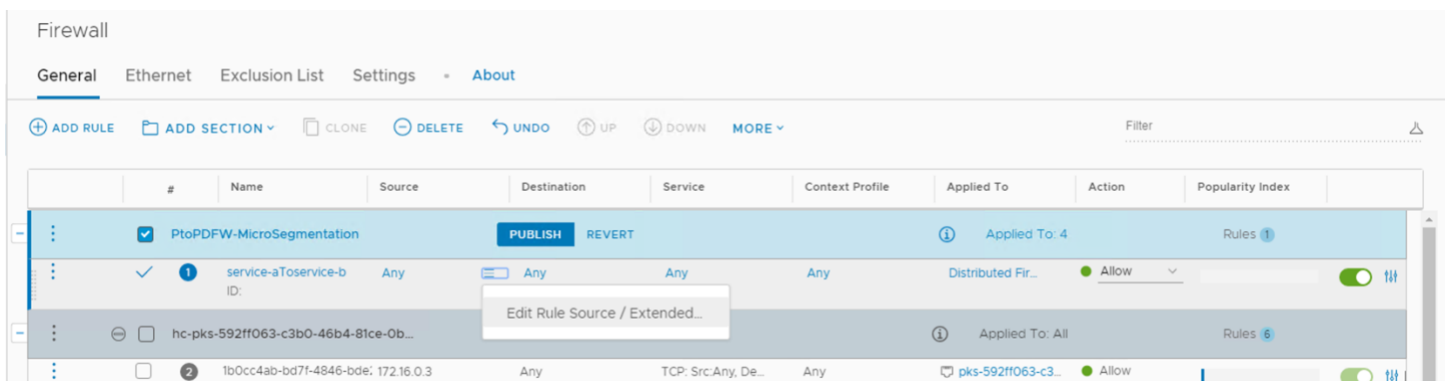 Firewall
General Ethernet Exclusion List Settings About
ADD RULE ADD SECTION CLONE DELETE UNDO UP DOWN MORE Filter
# Name Source Destination Service Context Profile Applied To Action Popularity Index
PtoPDFW-MicroSegmentation PUBLISH REVERT Applied To: 4 Rules 1
1 service-aToservice-b Any Any Any Any Distributed Fir... Allow
ID:
Edit Rule Source / Extended...
hc-pks-592ff063-c3b0-46b4-81ce-0b... Applied To: All Rules 6
2 1b0cc4ab-bd7f-4846-bde: 172.16.0.3 Any TCP: Src:Any, De... Any pks-592ff063-c3... Allow